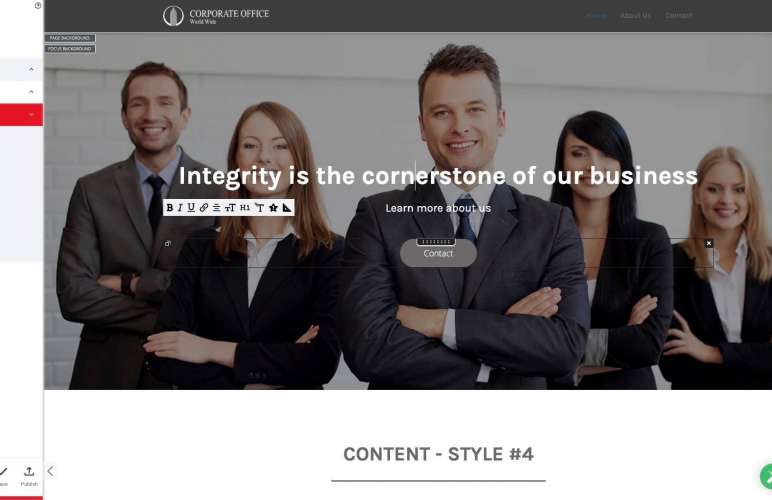 CORPORATE OFFICE
World Wide
Home
About Us
Contact
PAGE BACKGROUND
FOCUS BACKGROUND
Integrity is the cornerstone of our business
B I U H1
Learn more about us
Contact
CONTENT - STYLE #4
Publish